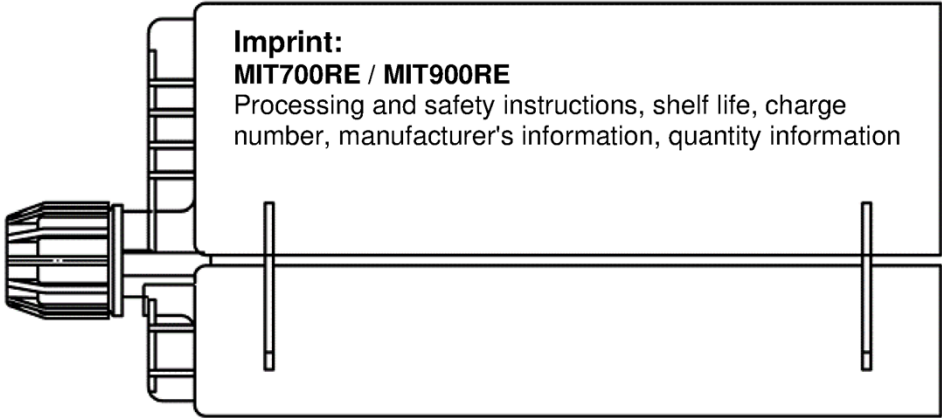 Imprint:
MIT700RE / MIT900RE
Processing and safety instructions, shelf life, charge
number, manufacturer's information, quantity information